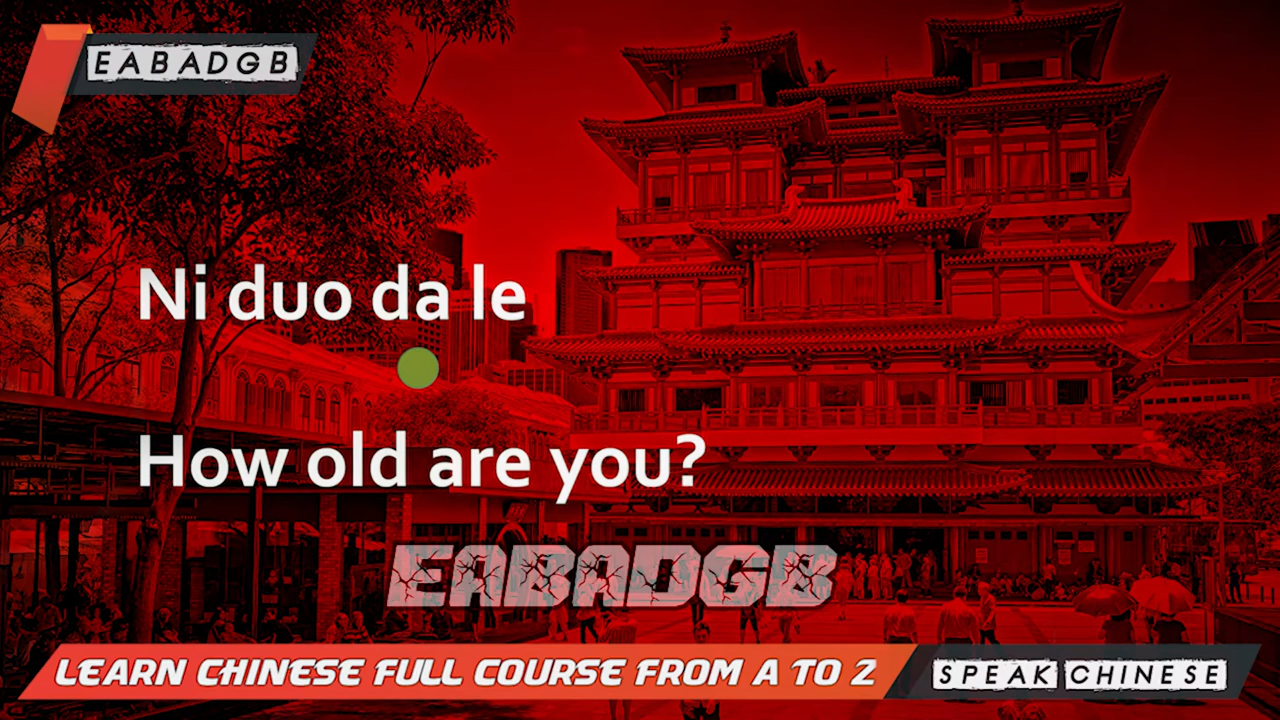 EABADGB
Ni duo da le
How old are you?
EABADGB
LEARN CHINESE FULL COURSE FROM A TO Z
SPEAK CHINESE